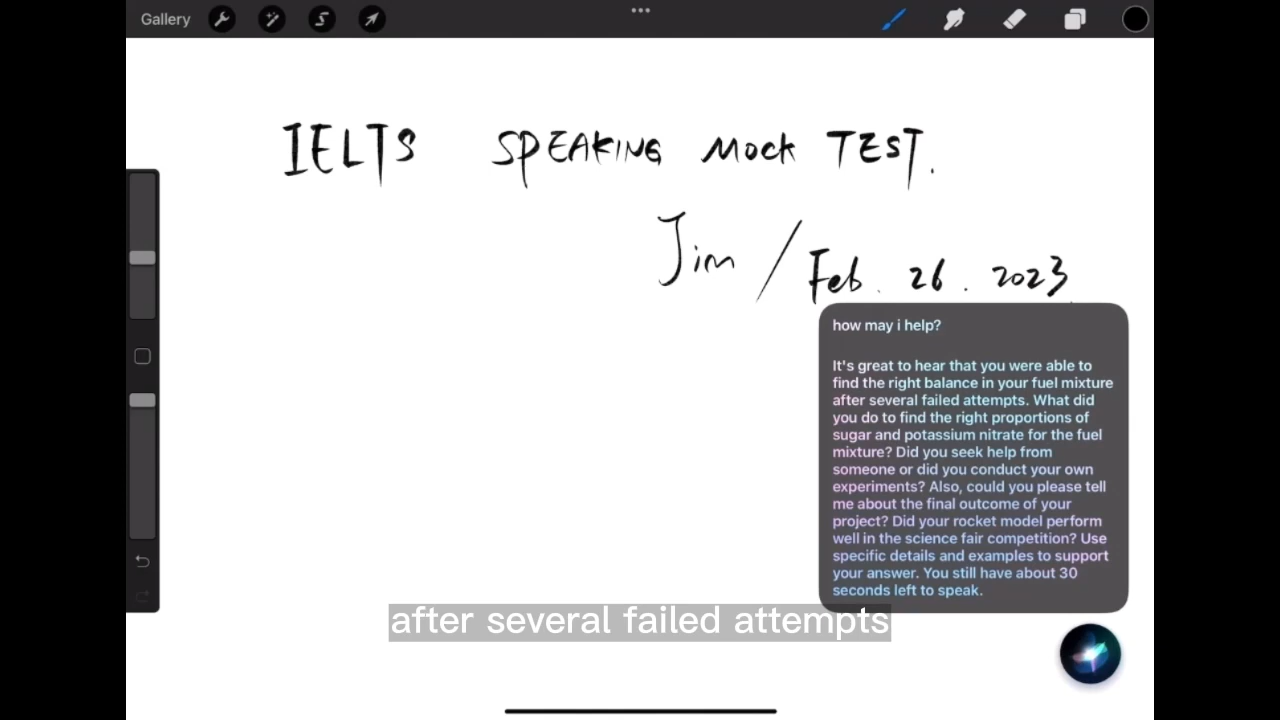 Gallery
IELTS SPEAKING MOCK TEST.
Jim / Feb. 26. 2023
how may i help?
It's great to hear that you were able to
find the right balance in your fuel mixture
after several failed attempts. What did
you do to find the right proportions of
sugar and potassium nitrate for the fuel
mixture? Did you seek help from
someone or did you conduct your own
experiments? Also, could you please tell
me about the final outcome of your
project? Did your rocket model perform
well in the science fair competition? Use
specific details and examples to support
your answer. You still have about 30
seconds left to speak.
after several failed attempts